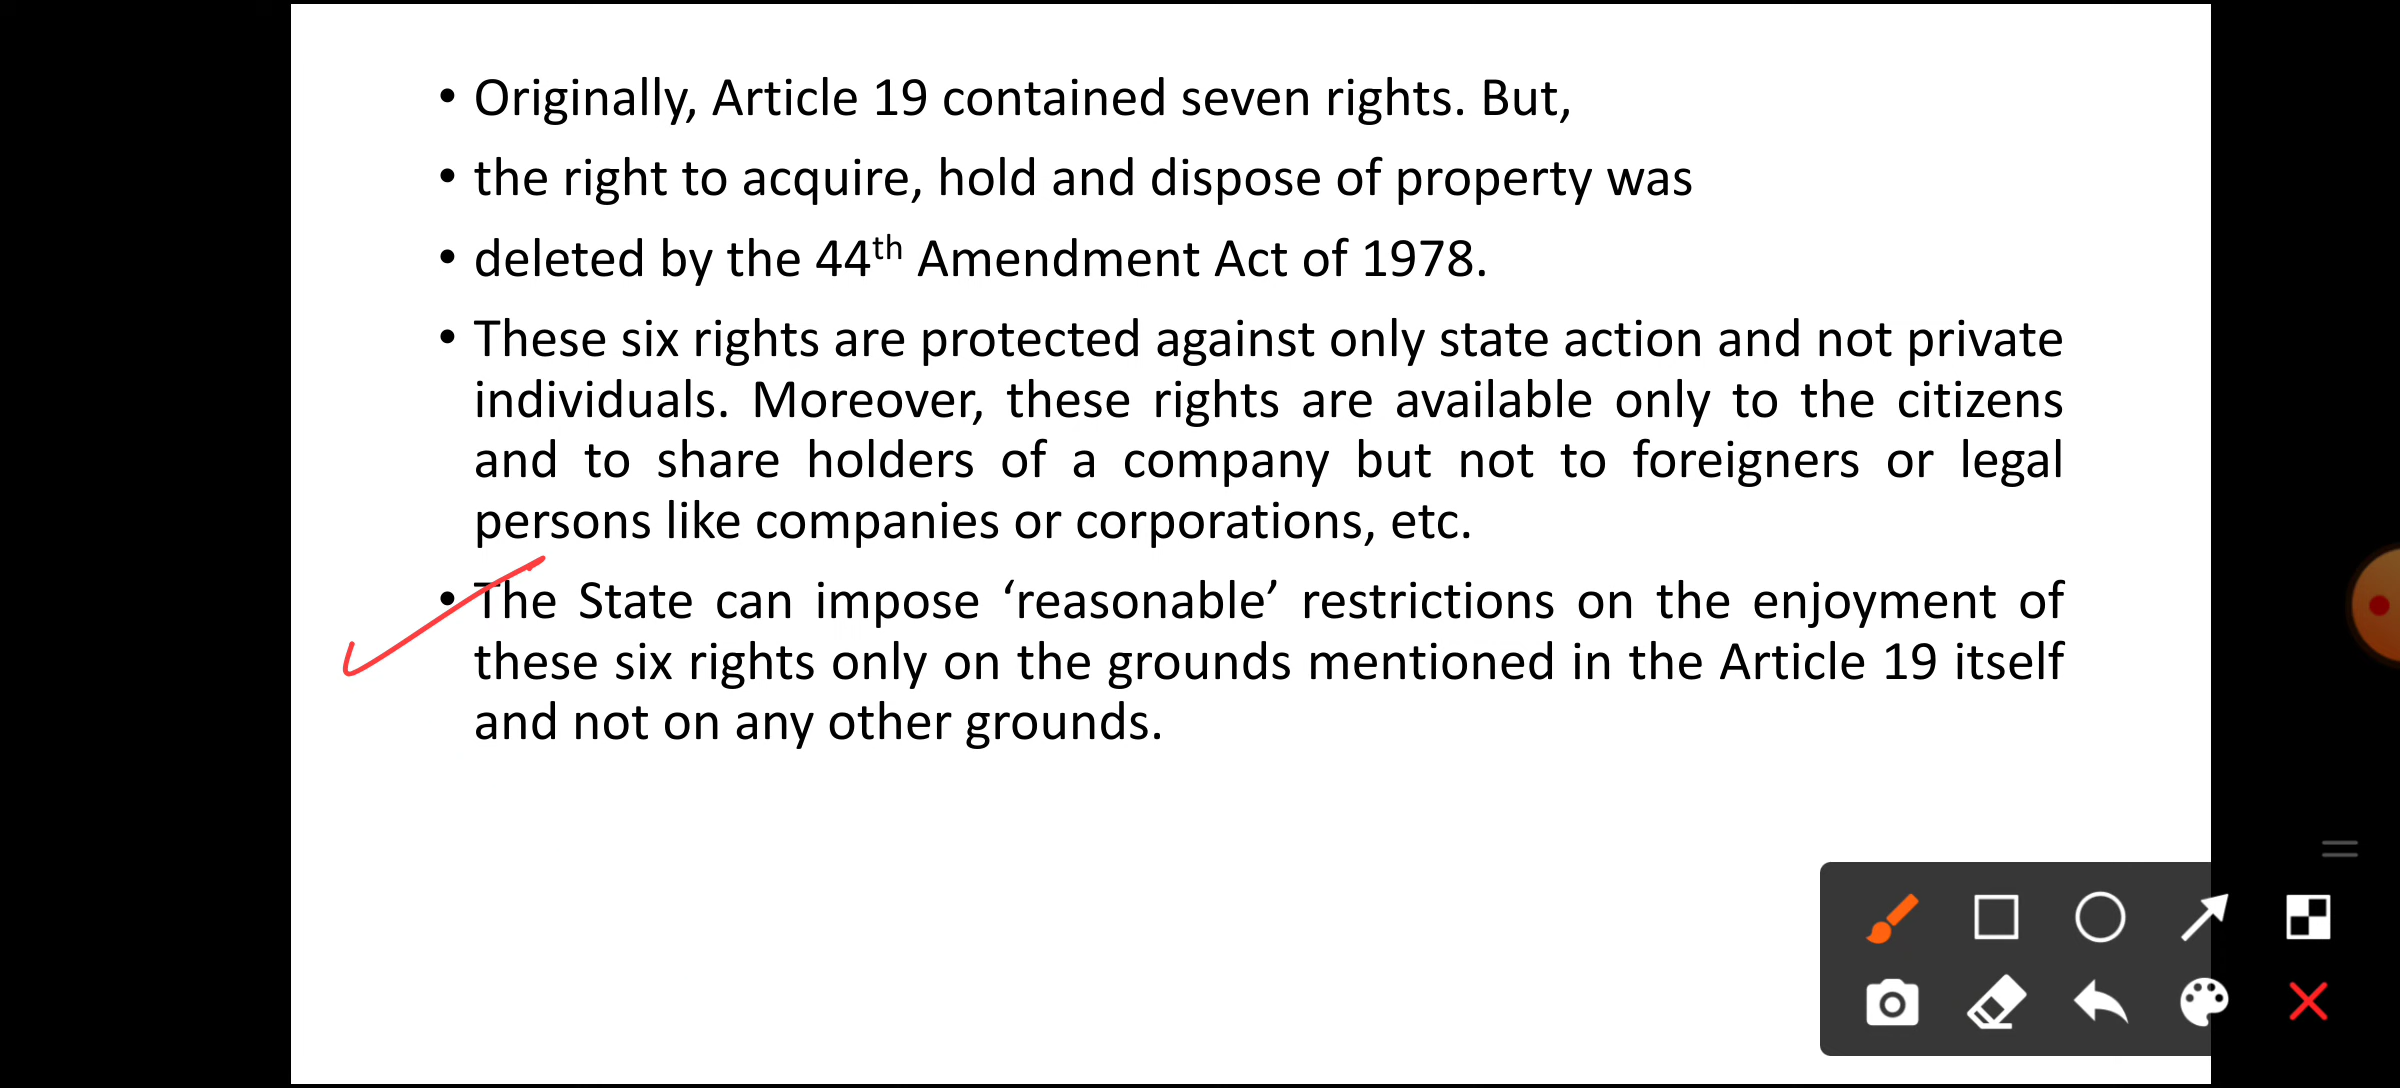 • Originally, Article 19 contained seven rights. But,
• the right to acquire, hold and dispose of property was
• deleted by the 44th Amendment Act of 1978.
• These six rights are protected against only state action and not private
individuals. Moreover, these rights are available only to the citizens
and to share holders of a company but not to foreigners or legal
persons like companies or corporations, etc.
• The State can impose ‘reasonable’ restrictions on the enjoyment of
these six rights only on the grounds mentioned in the Article 19 itself
and not on any other grounds.